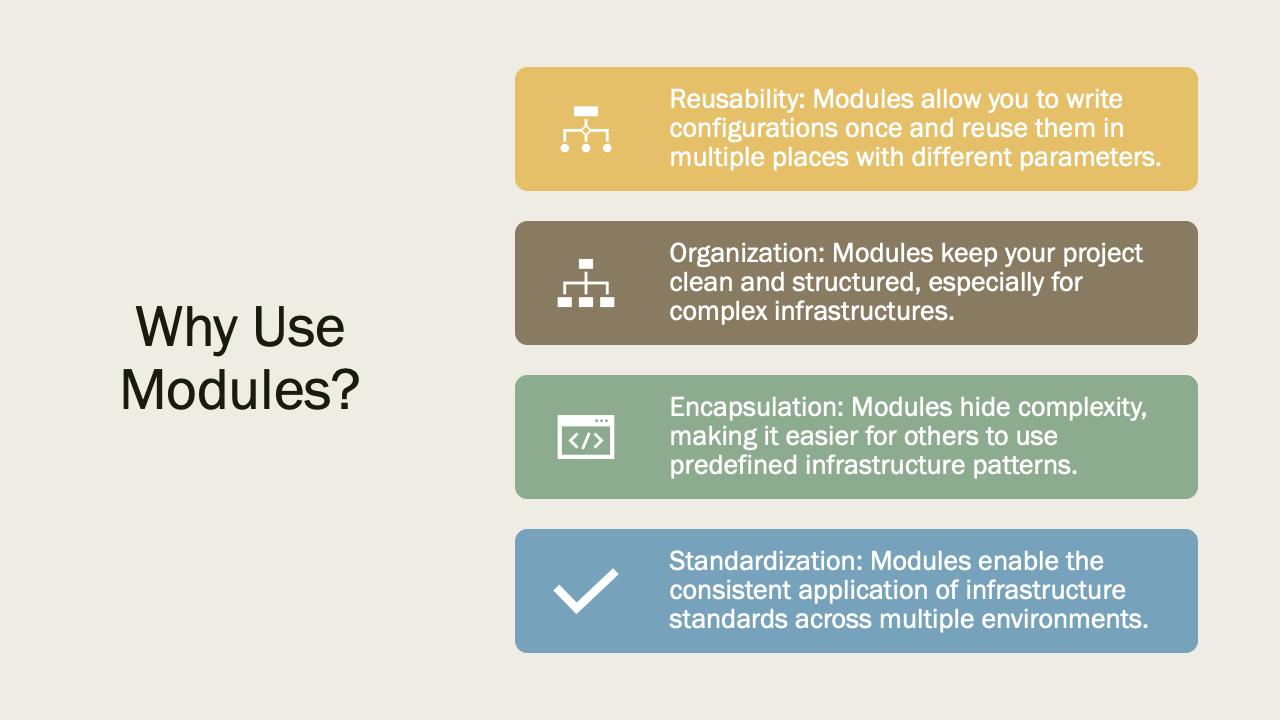 Why Use
Modules?
Reusability: Modules allow you to write
configurations once and reuse them in
multiple places with different parameters.
Organization: Modules keep your project
clean and structured, especially for
complex infrastructures.
Encapsulation: Modules hide complexity,
making it easier for others to use
predefined infrastructure patterns.
Standardization: Modules enable the
consistent application of infrastructure
standards across multiple environments.